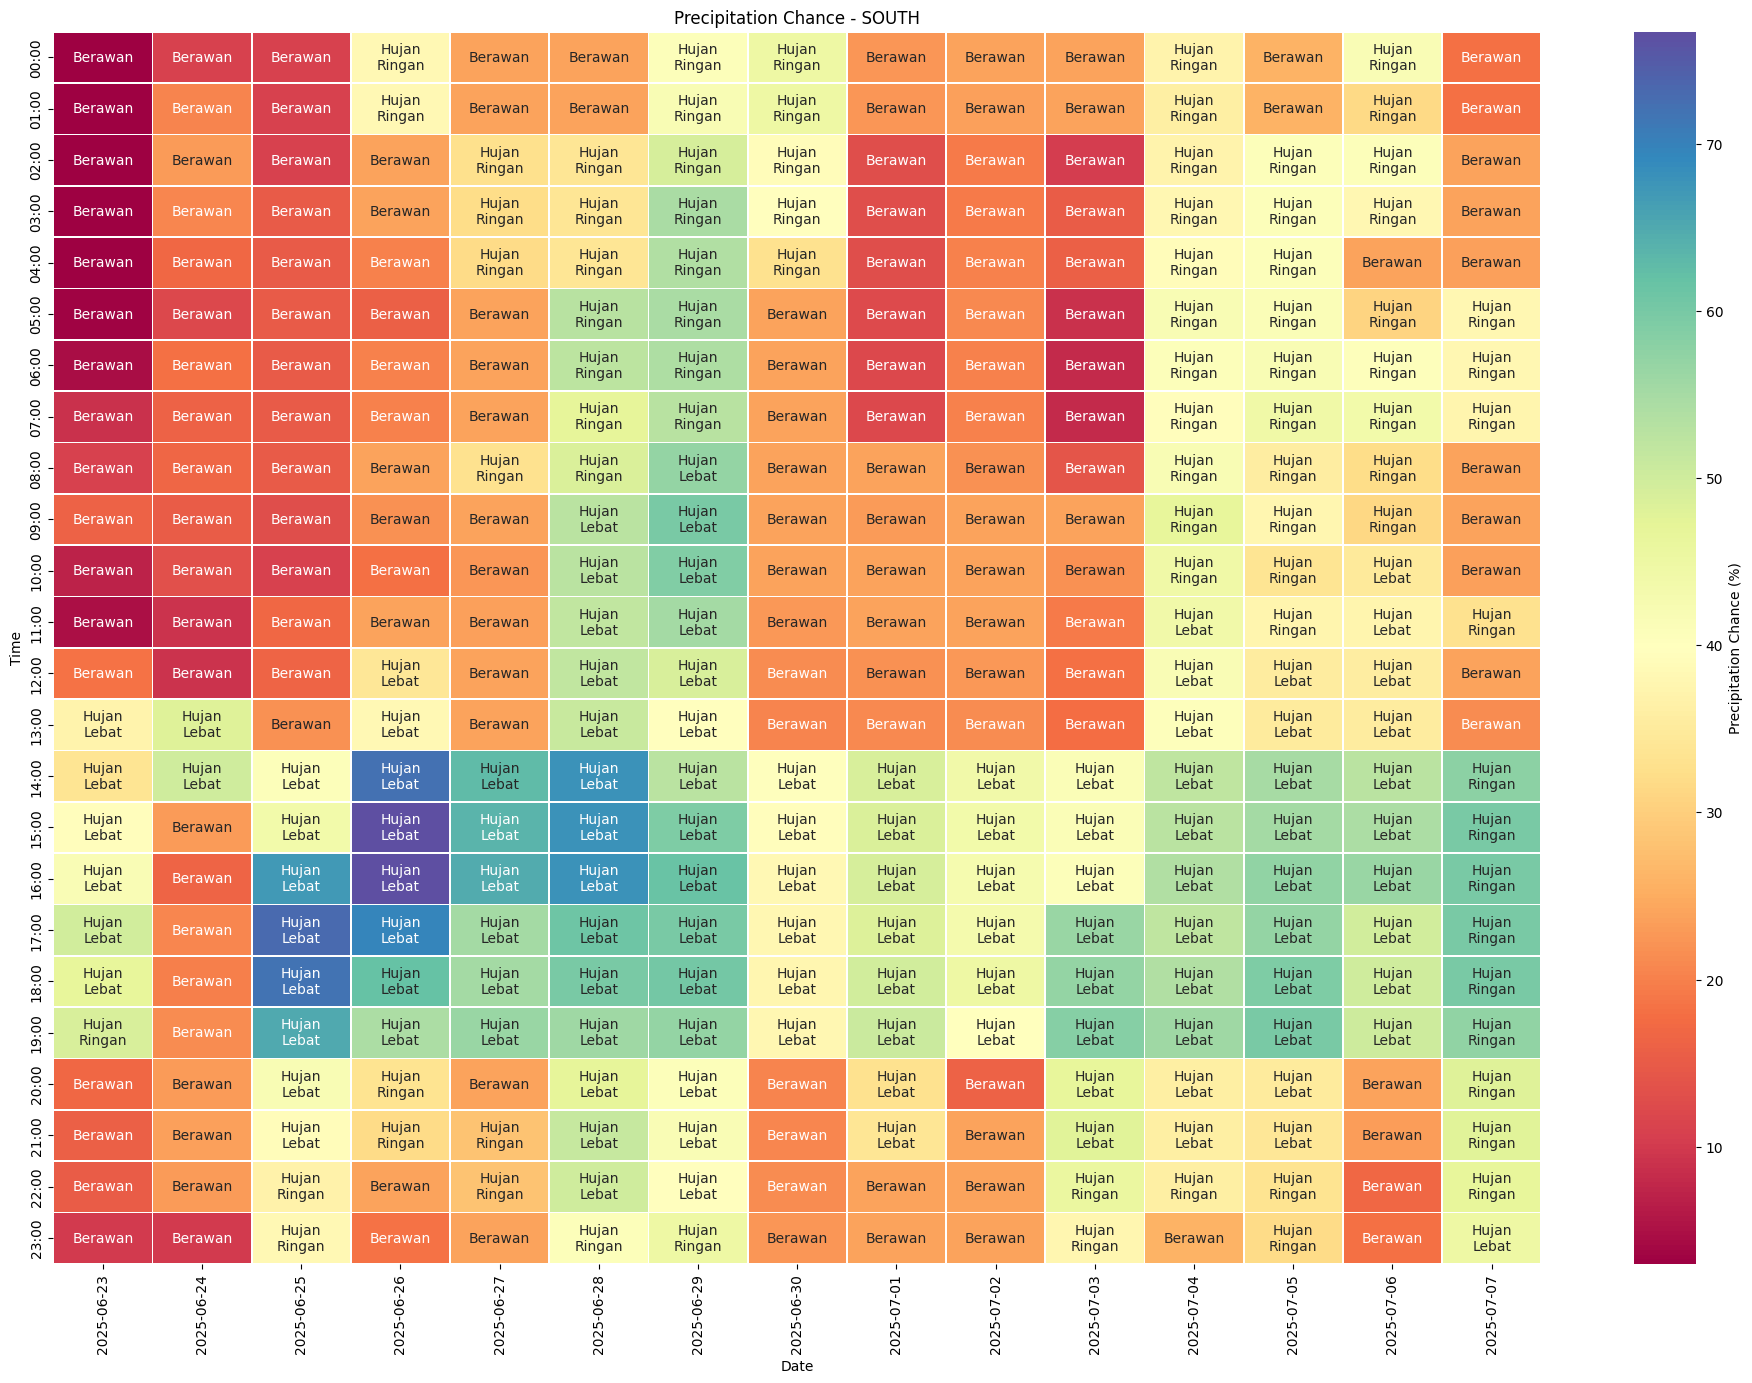 Precipitation Chance - SOUTH
00:00 Berawan Berawan Berawan Hujan Ringan Berawan Berawan Hujan Ringan Hujan Ringan Berawan Berawan Berawan Hujan Ringan Berawan Hujan Ringan Berawan
01:00 Berawan Berawan Berawan Hujan Ringan Berawan Berawan Hujan Ringan Hujan Ringan Berawan Berawan Berawan Hujan Ringan Berawan Hujan Ringan Berawan
02:00 Berawan Berawan Berawan Berawan Hujan Ringan Hujan Ringan Hujan Ringan Hujan Ringan Berawan Berawan Berawan Hujan Ringan Hujan Ringan Hujan Ringan Berawan
03:00 Berawan Berawan Berawan Berawan Hujan Ringan Hujan Ringan Hujan Ringan Hujan Ringan Berawan Berawan Berawan Hujan Ringan Hujan Ringan Hujan Ringan Berawan
04:00 Berawan Berawan Berawan Berawan Hujan Ringan Hujan Ringan Hujan Ringan Hujan Ringan Berawan Berawan Berawan Hujan Ringan Hujan Ringan Berawan Berawan
05:00 Berawan Berawan Berawan Berawan Berawan Hujan Ringan Hujan Ringan Berawan Berawan Berawan Berawan Hujan Ringan Hujan Ringan Hujan Ringan Hujan Ringan
06:00 Berawan Berawan Berawan Berawan Berawan Hujan Ringan Hujan Ringan Berawan Berawan Berawan Berawan Hujan Ringan Hujan Ringan Hujan Ringan Hujan Ringan
07:00 Berawan Berawan Berawan Berawan Berawan Hujan Ringan Hujan Ringan Berawan Berawan Berawan Berawan Hujan Ringan Hujan Ringan Hujan Ringan Hujan Ringan
08:00 Berawan Berawan Berawan Berawan Hujan Ringan Hujan Ringan Hujan Lebat Berawan Berawan Berawan Berawan Hujan Ringan Hujan Ringan Hujan Ringan Berawan
09:00 Berawan Berawan Berawan Berawan Berawan Hujan Lebat Hujan Lebat Berawan Berawan Berawan Berawan Hujan Ringan Hujan Ringan Hujan Ringan Berawan
10:00 Berawan Berawan Berawan Berawan Berawan Hujan Lebat Hujan Lebat Berawan Berawan Berawan Berawan Hujan Ringan Hujan Ringan Hujan Lebat Berawan
11:00 Berawan Berawan Berawan Berawan Berawan Hujan Lebat Hujan Lebat Berawan Berawan Berawan Berawan Hujan Lebat Hujan Ringan Hujan Lebat Hujan Ringan
12:00 Berawan Berawan Berawan Hujan Lebat Berawan Hujan Lebat Hujan Lebat Berawan Berawan Berawan Berawan Hujan Lebat Hujan Lebat Hujan Lebat Berawan
13:00 Hujan Lebat Hujan Lebat Berawan Hujan Lebat Berawan Hujan Lebat Hujan Lebat Berawan Berawan Berawan Berawan Hujan Lebat Hujan Lebat Hujan Lebat Berawan
14:00 Hujan Lebat Hujan Lebat Hujan Lebat Hujan Lebat Hujan Lebat Hujan Lebat Hujan Lebat Hujan Lebat Hujan Lebat Hujan Lebat Hujan Lebat Hujan Lebat Hujan Lebat Hujan Lebat Hujan Ringan
15:00 Hujan Lebat Berawan Hujan Lebat Hujan Lebat Hujan Lebat Hujan Lebat Hujan Lebat Hujan Lebat Hujan Lebat Hujan Lebat Hujan Lebat Hujan Lebat Hujan Lebat Hujan Lebat Hujan Ringan
16:00 Hujan Lebat Berawan Hujan Lebat Hujan Lebat Hujan Lebat Hujan Lebat Hujan Lebat Hujan Lebat Hujan Lebat Hujan Lebat Hujan Lebat Hujan Lebat Hujan Lebat Hujan Lebat Hujan Ringan
17:00 Hujan Lebat Berawan Hujan Lebat Hujan Lebat Hujan Lebat Hujan Lebat Hujan Lebat Hujan Lebat Hujan Lebat Hujan Lebat Hujan Lebat Hujan Lebat Hujan Lebat Hujan Lebat Hujan Ringan
18:00 Hujan Lebat Berawan Hujan Lebat Hujan Lebat Hujan Lebat Hujan Lebat Hujan Lebat Hujan Lebat Hujan Lebat Hujan Lebat Hujan Lebat Hujan Lebat Hujan Lebat Hujan Lebat Hujan Ringan
19:00 Hujan Ringan Berawan Hujan Lebat Hujan Lebat Hujan Lebat Hujan Lebat Hujan Lebat Hujan Lebat Hujan Lebat Hujan Lebat Hujan Lebat Hujan Lebat Hujan Lebat Hujan Lebat Hujan Ringan
20:00 Berawan Berawan Hujan Lebat Hujan Ringan Berawan Hujan Lebat Hujan Lebat Berawan Hujan Lebat Berawan Hujan Lebat Hujan Lebat Hujan Lebat Berawan Hujan Ringan
21:00 Berawan Berawan Hujan Lebat Hujan Ringan Hujan Ringan Hujan Lebat Hujan Lebat Berawan Hujan Lebat Berawan Hujan Lebat Hujan Lebat Hujan Lebat Berawan Hujan Ringan
22:00 Berawan Berawan Hujan Ringan Berawan Hujan Ringan Hujan Lebat Hujan Lebat Berawan Berawan Berawan Hujan Ringan Hujan Ringan Hujan Ringan Berawan Hujan Ringan
23:00 Berawan Berawan Hujan Ringan Berawan Berawan Hujan Ringan Hujan Ringan Berawan Berawan Berawan Hujan Ringan Berawan Hujan Ringan Berawan Hujan Lebat
Time
2025-06-23 2025-06-24 2025-06-25 2025-06-26 2025-06-27 2025-06-28 2025-06-29 2025-06-30 2025-07-01 2025-07-02 2025-07-03 2025-07-04 2025-07-05 2025-07-06 2025-07-07
Date
70
60
50
40
30
20
10
Precipitation Chance (%)